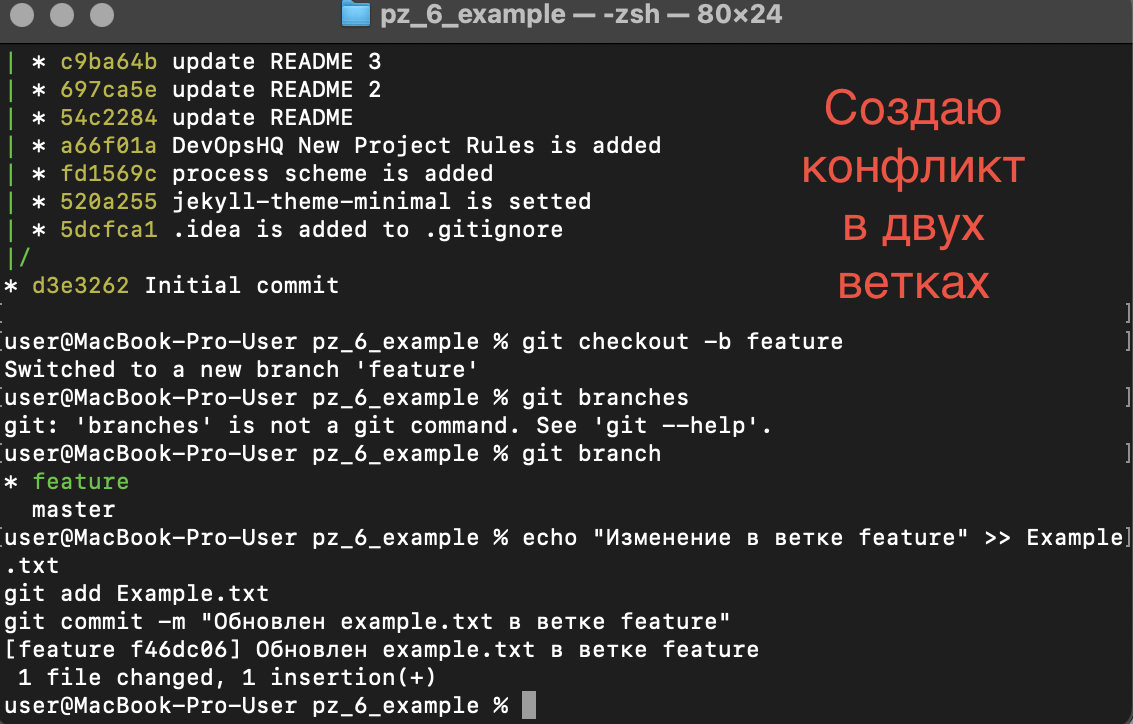 pz_6_example — -zsh — 80×24
| * c9ba64b update README 3
| * 697ca5e update README 2
| * 54c2284 update README
| * a66f01a DevOpsHQ New Project Rules is added
| * fd1569c process scheme is added
| * 520a255 jekyll-theme-minimal is setted
| * 5dcfca1 .idea is added to .gitignore
|/
* d3e3262 Initial commit
Создаю
конфликт
в двух
ветках
user@MacBook-Pro-User pz_6_example % git checkout -b feature
Switched to a new branch 'feature'
user@MacBook-Pro-User pz_6_example % git branches
git: 'branches' is not a git command. See 'git --help'.
user@MacBook-Pro-User pz_6_example % git branch
* feature
  master
user@MacBook-Pro-User pz_6_example % echo "Изменение в ветке feature" >> Example
.txt
git add Example.txt
git commit -m "Обновлен example.txt в ветке feature"
[feature f46dc06] Обновлен example.txt в ветке feature
 1 file changed, 1 insertion(+)
user@MacBook-Pro-User pz_6_example %